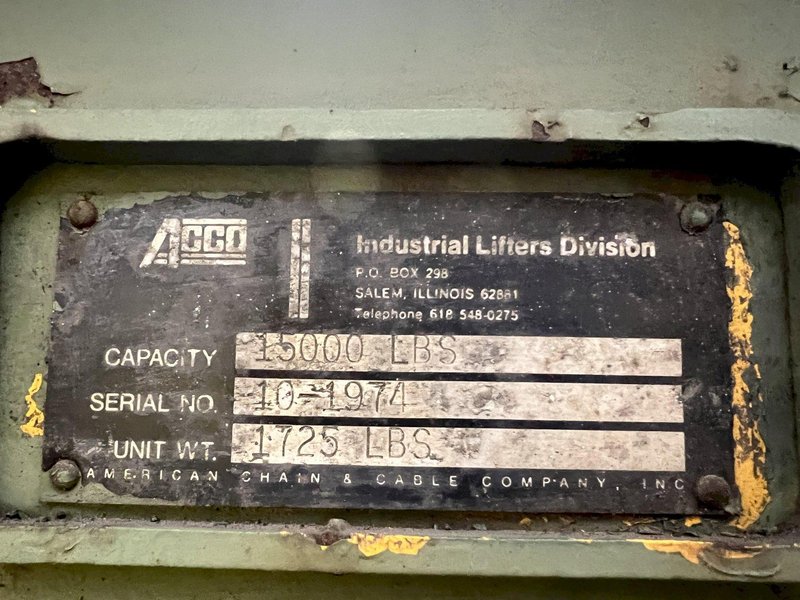 ACCO
Industrial Lifters Division
P.O. BOX 298
SALEM, ILLINOIS 62881
Telephone 618 548-0275
CAPACITY 15000 LBS
SERIAL NO. 10-1974
UNIT WT. 1725 LBS
AMERICAN CHAIN & CABLE COMPANY, INC